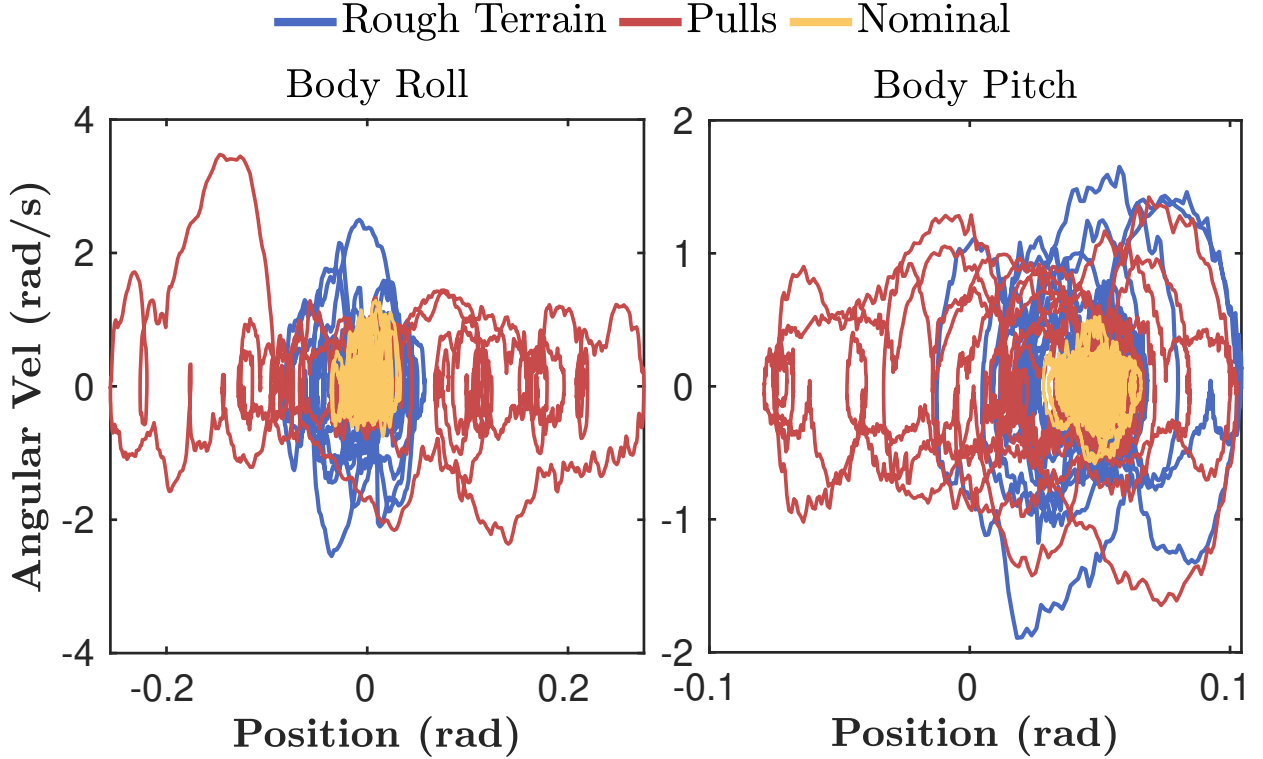 Rough Terrain Pulls Nominal
Body Roll Body Pitch
Angular Vel (rad/s)
4
2
0
-2
-4
-0.2 0 0.2
Position (rad)
2
1
0
-1
-2
-0.1 0 0.1
Position (rad)